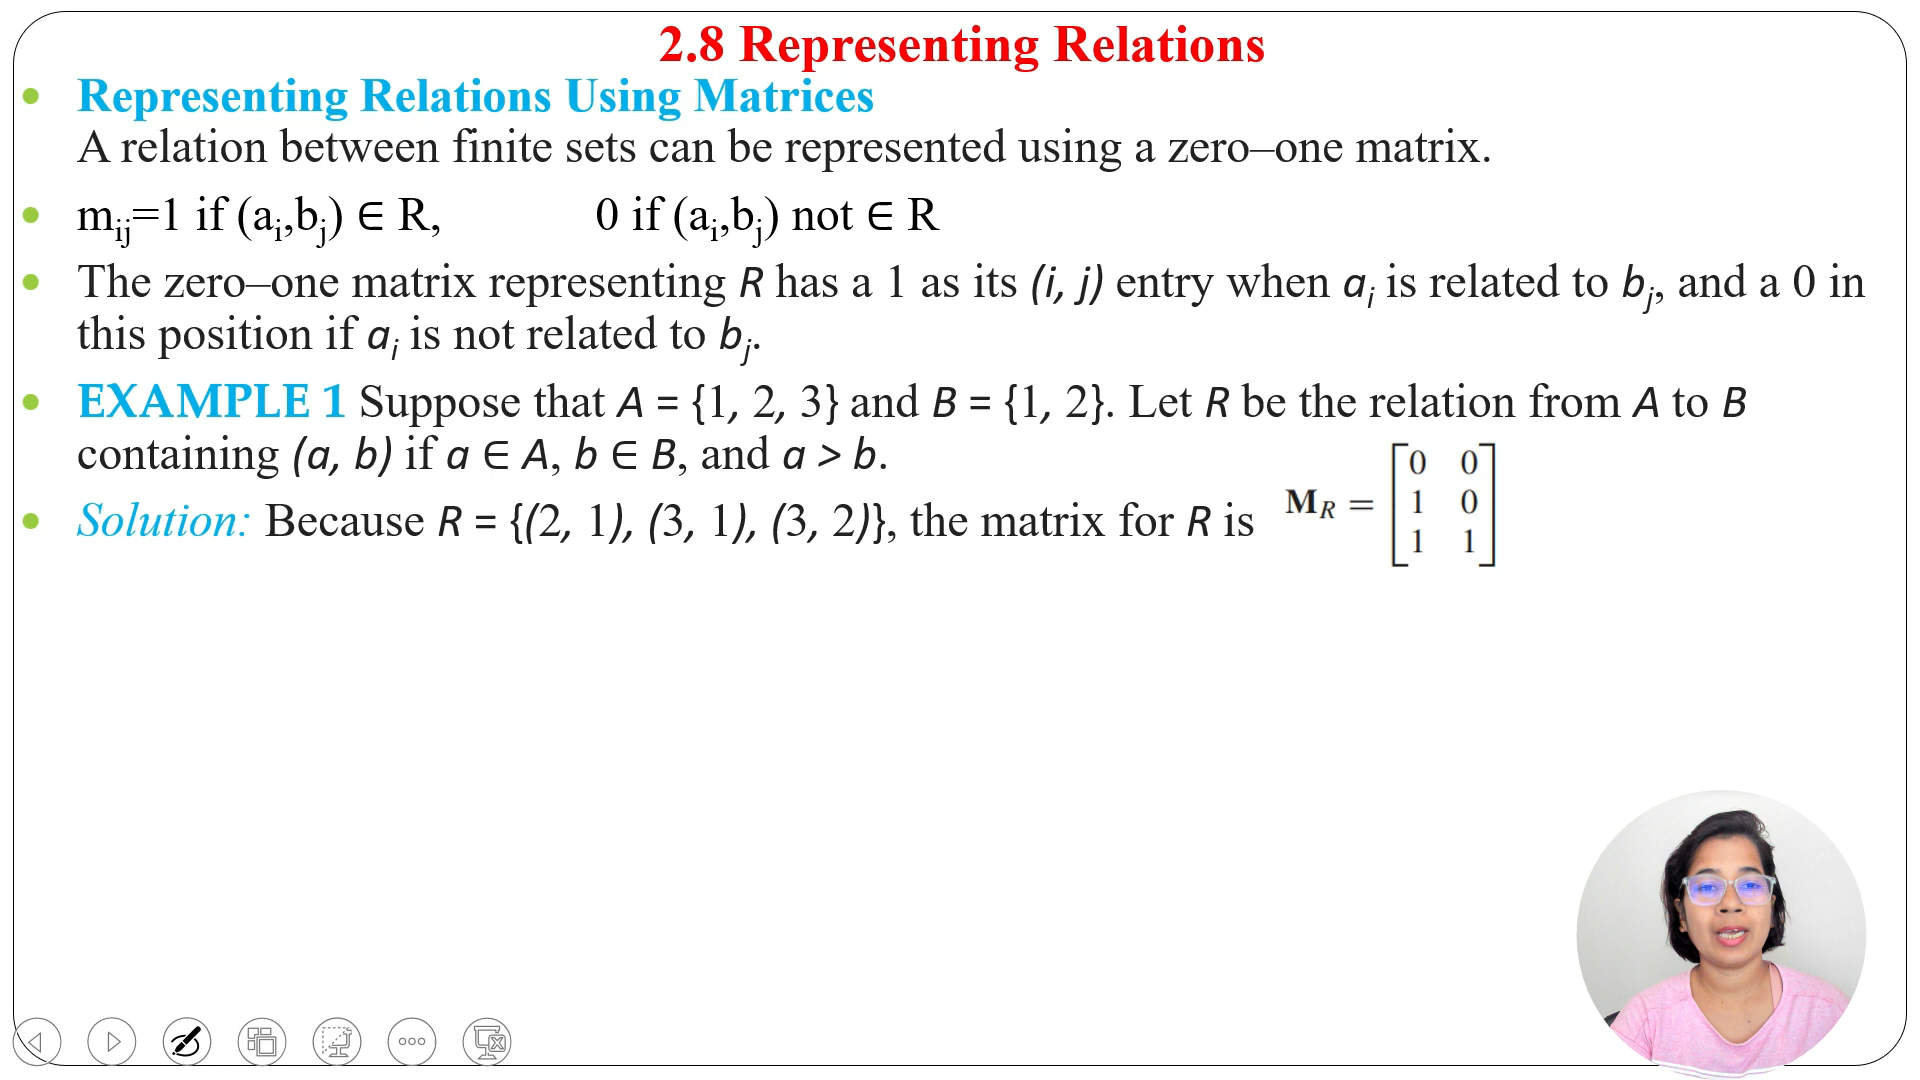 2.8 Representing Relations
• Representing Relations Using Matrices
A relation between finite sets can be represented using a zero–one matrix.
• mᵢⱼ=1 if (aᵢ,bⱼ) ∈ R, 0 if (aᵢ,bⱼ) not ∈ R
• The zero–one matrix representing R has a 1 as its (i, j) entry when aᵢ is related to bⱼ, and a 0 in
this position if aᵢ is not related to bⱼ.
• EXAMPLE 1 Suppose that A = {1, 2, 3} and B = {1, 2}. Let R be the relation from A to B
containing (a, b) if a ∈ A, b ∈ B, and a > b.
• Solution: Because R = {(2, 1), (3, 1), (3, 2)}, the matrix for R is
M_R =
0 0
1 0
1 1